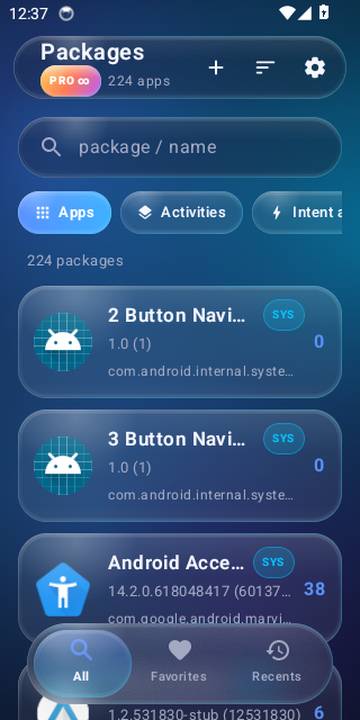 12:37
Packages
PRO ∞ 224 apps
package / name
Apps Activities Intent a
224 packages
2 Button Navi… SYS
1.0 (1) 0
com.android.internal.syste…
3 Button Navi… SYS
1.0 (1) 0
com.android.internal.syste…
Android Acce… SYS
14.2.0.618048417 (60137… 38
com.google.android.marvi…
1.2.531830-stub (12531830) 6
All Favorites Recents